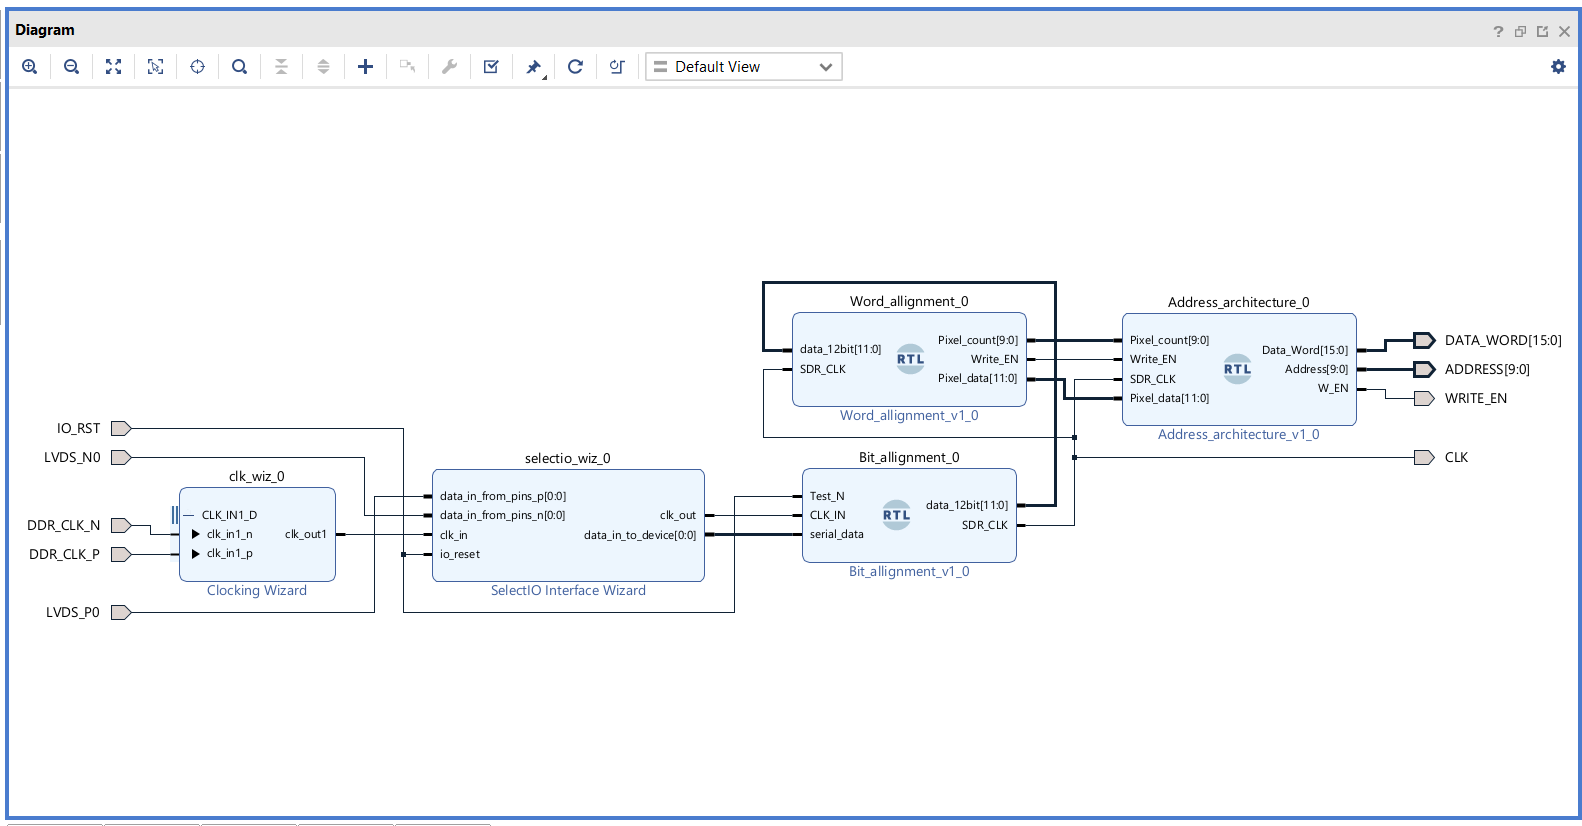 Diagram
?
Default View
Word_allignment_0
data_12bit[11:0]
SDR_CLK
RTL
Pixel_count[9:0]
Write_EN
Pixel_data[11:0]
Word_allignment_v1_0
Address_architecture_0
Pixel_count[9:0]
Write_EN
SDR_CLK
Pixel_data[11:0]
RTL
Data_Word[15:0]
Address[9:0]
W_EN
Address_architecture_v1_0
DATA_WORD[15:0]
ADDRESS[9:0]
WRITE_EN
CLK
IO_RST
LVDS_N0
DDR_CLK_N
DDR_CLK_P
LVDS_P0
clk_wiz_0
CLK_IN1_D
clk_in1_n
clk_in1_p
clk_out1
Clocking Wizard
selectio_wiz_0
data_in_from_pins_p[0:0]
data_in_from_pins_n[0:0]
clk_in
io_reset
clk_out
data_in_to_device[0:0]
SelectIO Interface Wizard
Bit_allignment_0
Test_N
CLK_IN
serial_data
RTL
data_12bit[11:0]
SDR_CLK
Bit_allignment_v1_0